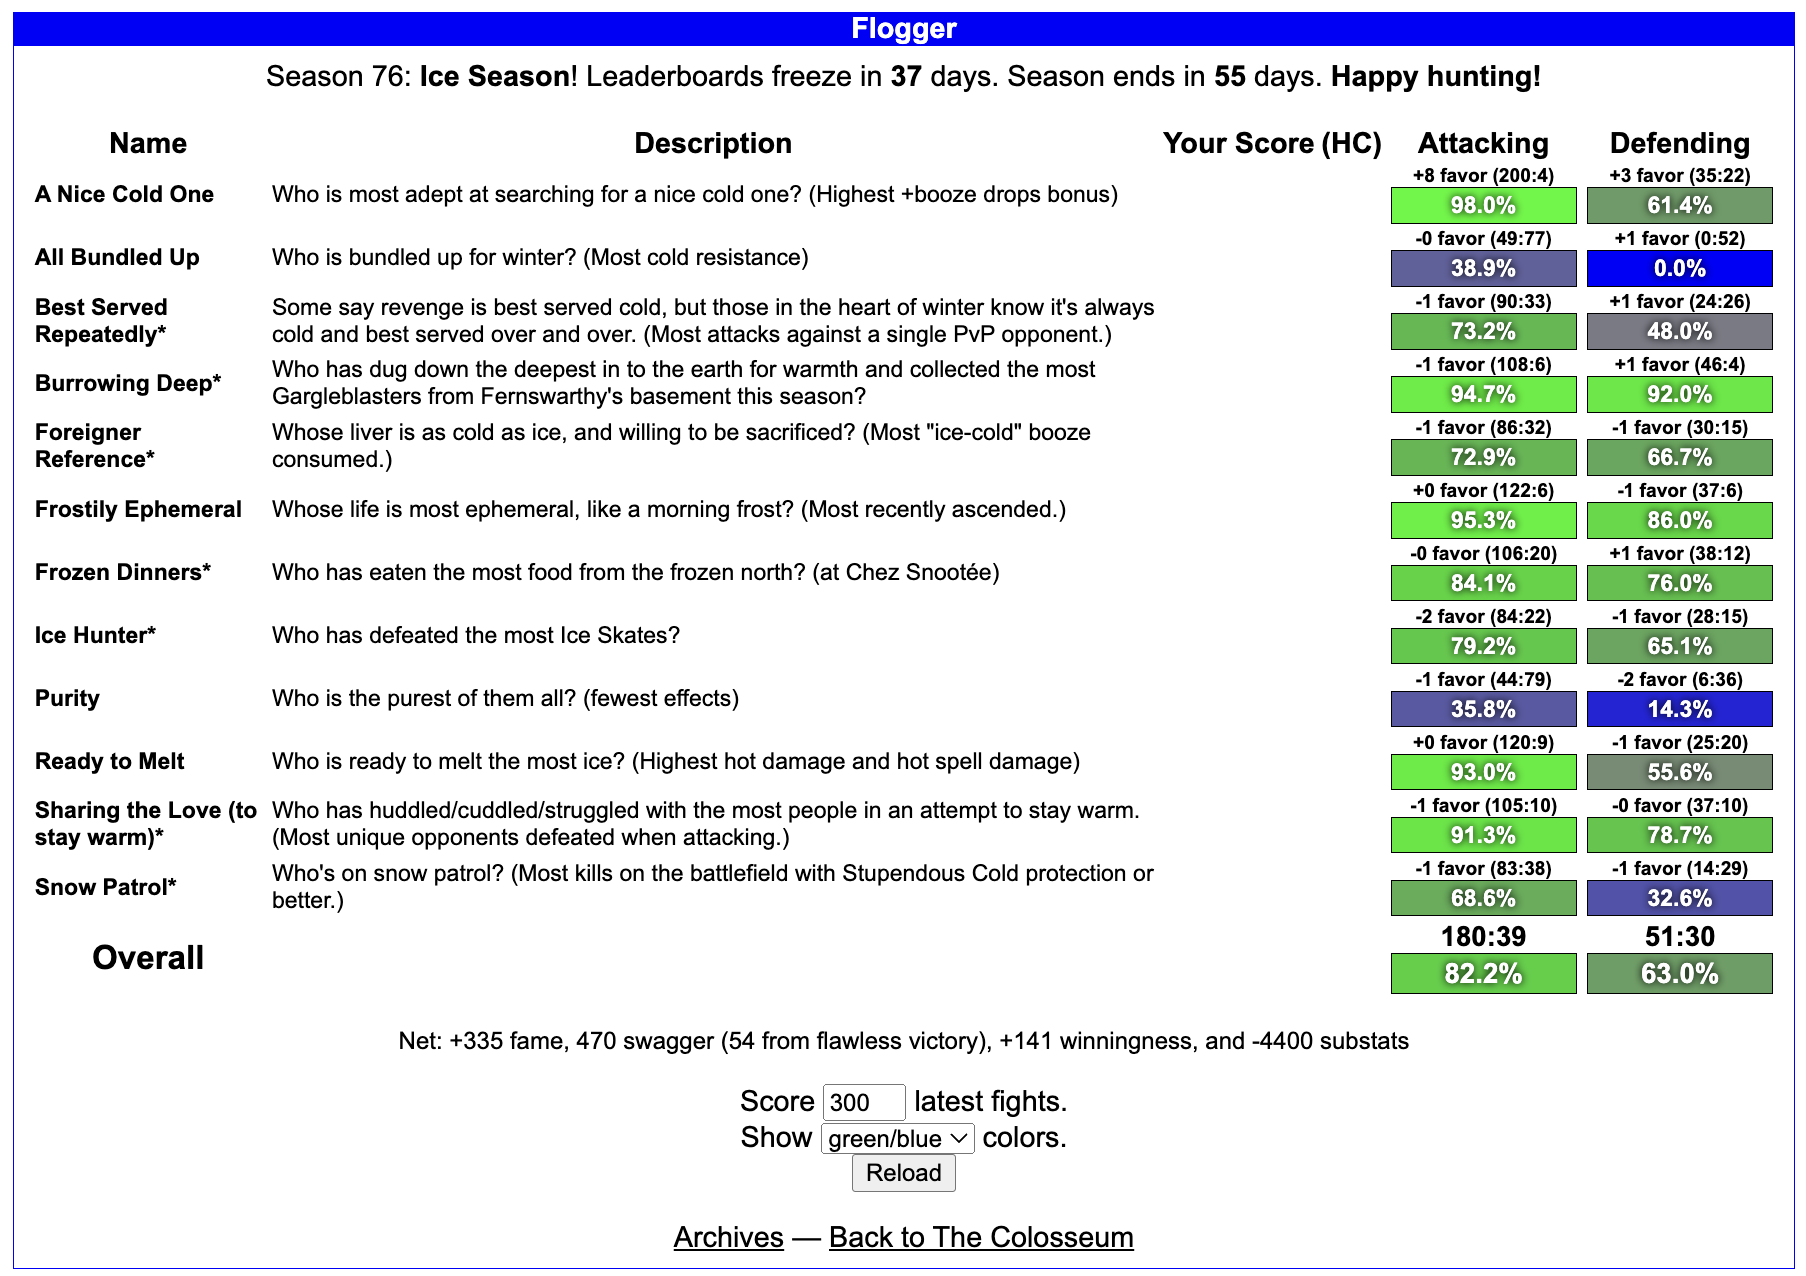 Flogger
Season 76: Ice Season! Leaderboards freeze in 37 days. Season ends in 55 days. Happy hunting!
Name Description Your Score (HC) Attacking Defending
A Nice Cold One Who is most adept at searching for a nice cold one? (Highest +booze drops bonus) +8 favor (200:4) +3 favor (35:22)
98.0% 61.4%
All Bundled Up Who is bundled up for winter? (Most cold resistance) -0 favor (49:77) +1 favor (0:52)
38.9% 0.0%
Best Served Some say revenge is best served cold, but those in the heart of winter know it's always -1 favor (90:33) +1 favor (24:26)
Repeatedly* cold and best served over and over. (Most attacks against a single PvP opponent.) 73.2% 48.0%
Burrowing Deep* Who has dug down the deepest in to the earth for warmth and collected the most -1 favor (108:6) +1 favor (46:4)
Gargleblasters from Fernswarthy's basement this season? 94.7% 92.0%
Foreigner Whose liver is as cold as ice, and willing to be sacrificed? (Most "ice-cold" booze -1 favor (86:32) -1 favor (30:15)
Reference* consumed.) 72.9% 66.7%
Frostily Ephemeral Whose life is most ephemeral, like a morning frost? (Most recently ascended.) +0 favor (122:6) -1 favor (37:6)
95.3% 86.0%
Frozen Dinners* Who has eaten the most food from the frozen north? (at Chez Snootée) -0 favor (106:20) +1 favor (38:12)
84.1% 76.0%
Ice Hunter* Who has defeated the most Ice Skates? -2 favor (84:22) -1 favor (28:15)
79.2% 65.1%
Purity Who is the purest of them all? (fewest effects) -1 favor (44:79) -2 favor (6:36)
35.8% 14.3%
Ready to Melt Who is ready to melt the most ice? (Highest hot damage and hot spell damage) +0 favor (120:9) -1 favor (25:20)
93.0% 55.6%
Sharing the Love (to Who has huddled/cuddled/struggled with the most people in an attempt to stay warm. -1 favor (105:10) -0 favor (37:10)
stay warm)* (Most unique opponents defeated when attacking.) 91.3% 78.7%
Snow Patrol* Who's on snow patrol? (Most kills on the battlefield with Stupendous Cold protection or -1 favor (83:38) -1 favor (14:29)
better.) 68.6% 32.6%
Overall 180:39 51:30
82.2% 63.0%
Net: +335 fame, 470 swagger (54 from flawless victory), +141 winningness, and -4400 substats
Score 300 latest fights.
Show green/blue colors.
Reload
Archives — Back to The Colosseum